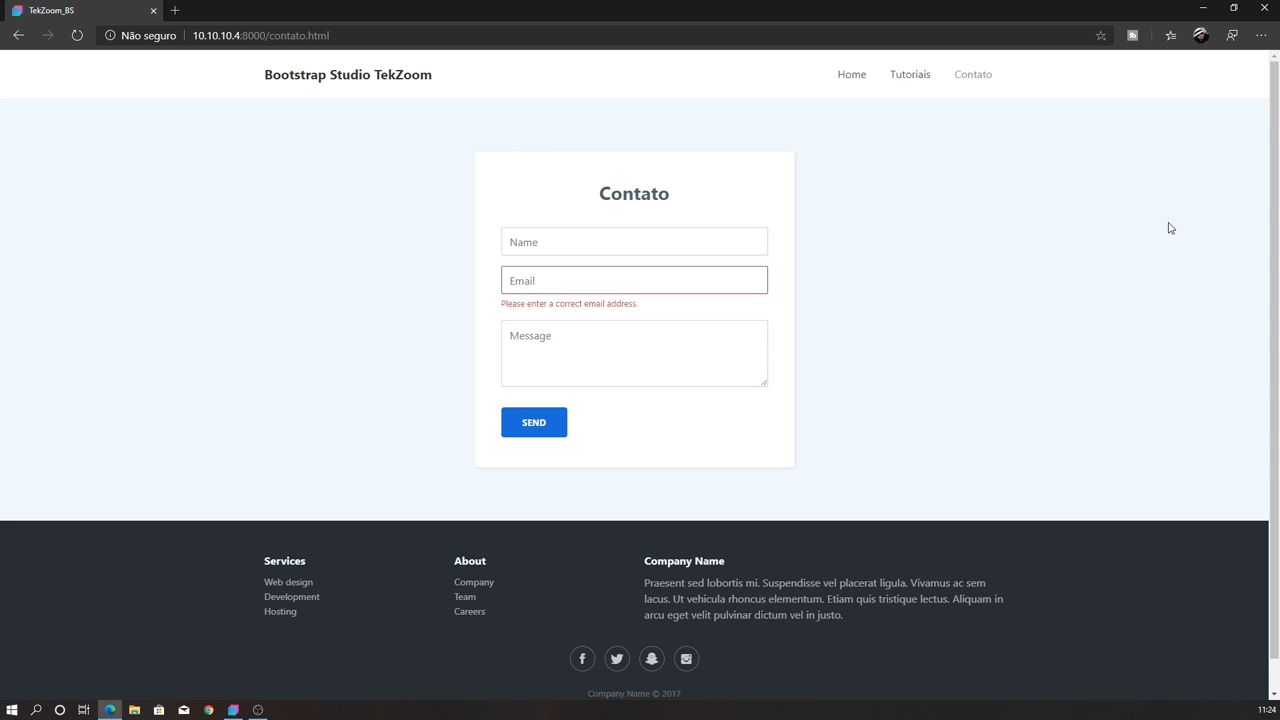 TekZoom_BS
Não seguro
10.10.10.4:8000/contato.html
Bootstrap Studio TekZoom
Home
Tutoriais
Contato
Contato
Name
Email
Please enter a correct email address.
Message
SEND
Services
Web design
Development
Hosting
About
Company
Team
Careers
Company Name
Praesent sed lobortis mi. Suspendisse vel placerat ligula. Vivamus ac sem
lacus. Ut vehicula rhoncus elementum. Etiam quis tristique lectus. Aliquam in
arcu eget velit pulvinar dictum vel in justo.
Company Name © 2017
11:24